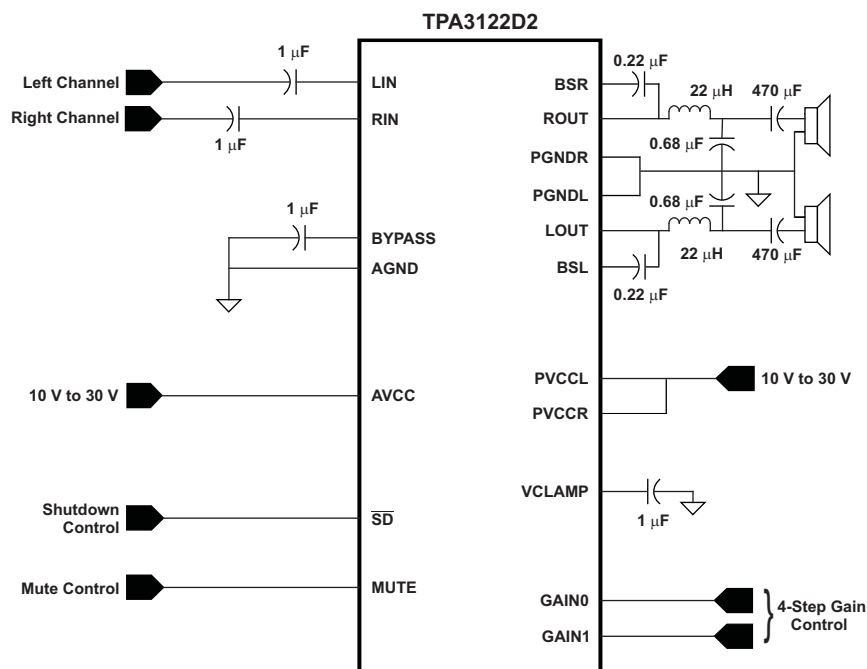 TPA3122D2
1 μF
Left Channel
LIN
Right Channel
RIN
1 μF
1 μF
BYPASS
AGND
10 V to 30 V
AVCC
Shutdown
Control
SD
Mute Control
MUTE
0.22 μF
BSR
22 μH
470 μF
ROUT
0.68 μF
PGNDR
PGNDL
0.68 μF
LOUT
22 μH
470 μF
BSL
0.22 μF
PVCCL
10 V to 30 V
PVCCR
VCLAMP
1 μF
GAIN0
4-Step Gain
Control
GAIN1